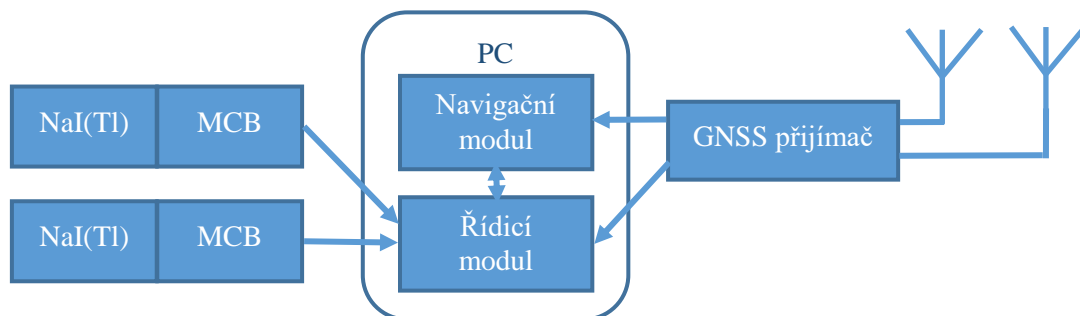 PC
NaI(Tl) MCB
Navigační
modul
GNSS přijímač
NaI(Tl) MCB
Řídicí
modul